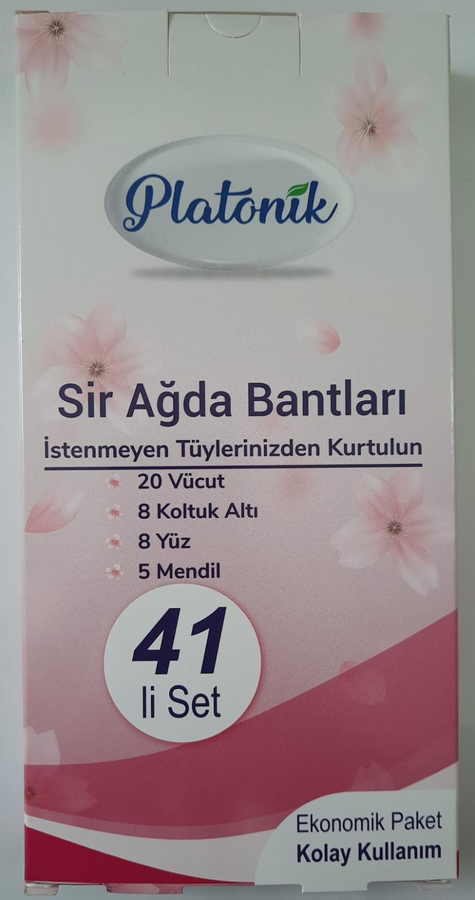 Platonik
Sir Ağda Bantları
İstenmeyen Tüylerinizden Kurtulun
20 Vücut
8 Koltuk Altı
8 Yüz
5 Mendil
41
li Set
Ekonomik Paket
Kolay Kullanım